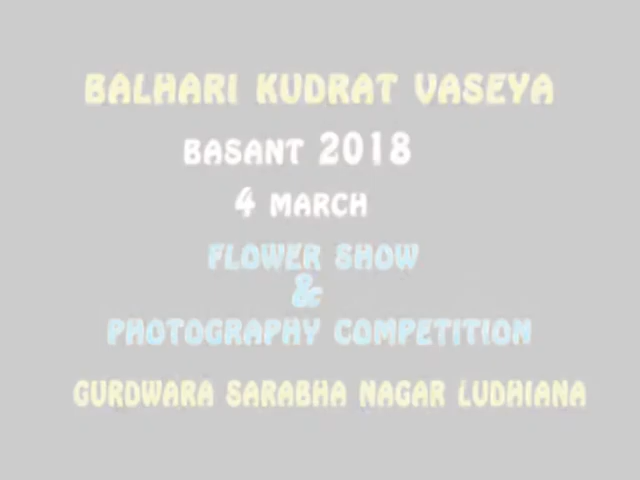 BALHARI KUDRAT VASEYA
BASANT 2018
4 MARCH
FLOWER SHOW
&
PHOTOGRAPHY COMPETITION
GURDWARA SARABHA NAGAR LUDHIANA